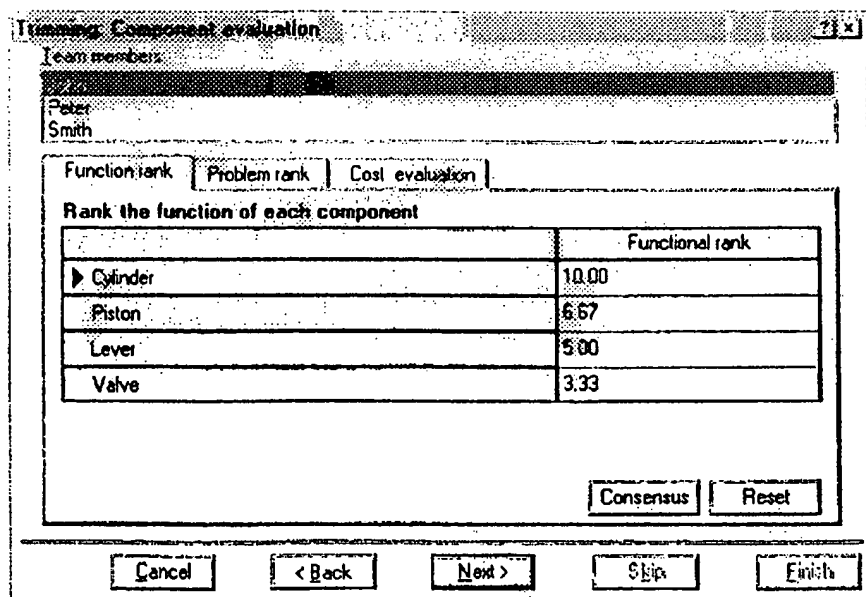 Trimming: Component evaluation ? x
Team members
Peter
Smith
Function rank Problem rank Cost evaluation
Rank the function of each component
Functional rank
Cylinder 10.00
Piston 6.67
Lever 5.00
Valve 3.33
Consensus Reset
Cancel < Back Next > Skip Finish